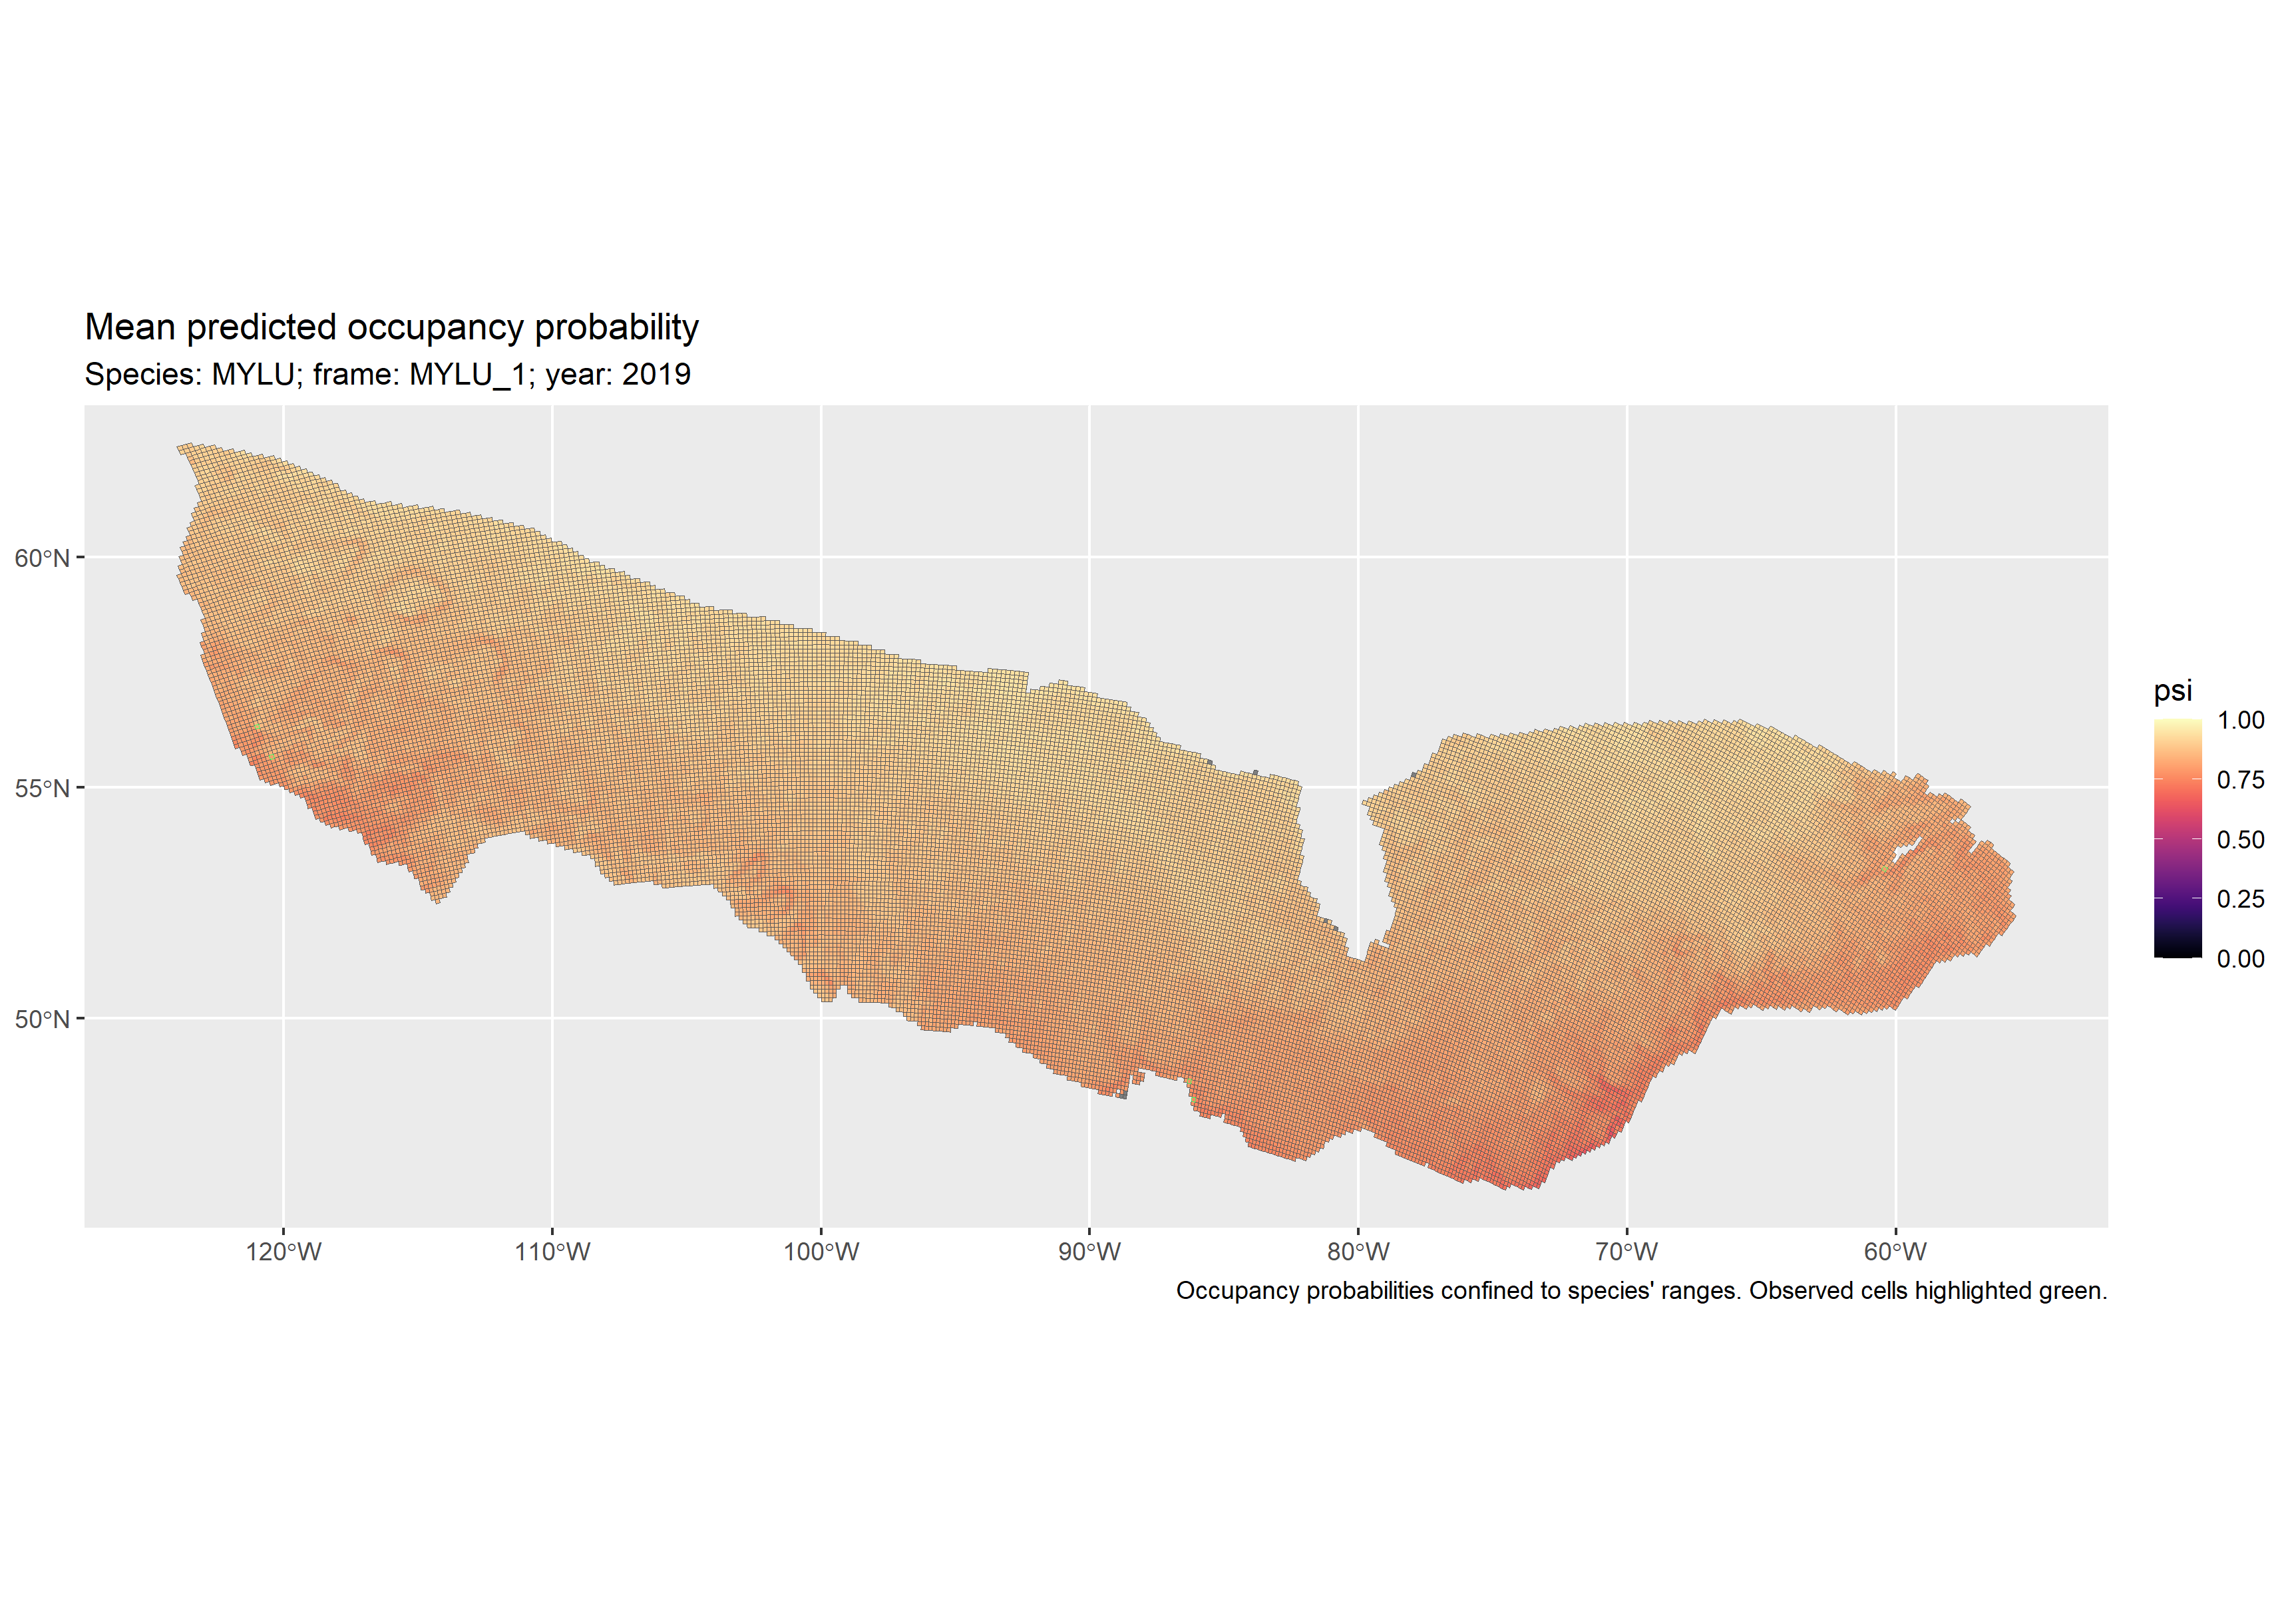 Mean predicted occupancy probability
Species: MYLU; frame: MYLU_1; year: 2019
60°N
55°N
50°N
120°W
110°W
100°W
90°W
80°W
70°W
60°W
psi
1.00
0.75
0.50
0.25
0.00
Occupancy probabilities confined to species' ranges. Observed cells highlighted green.